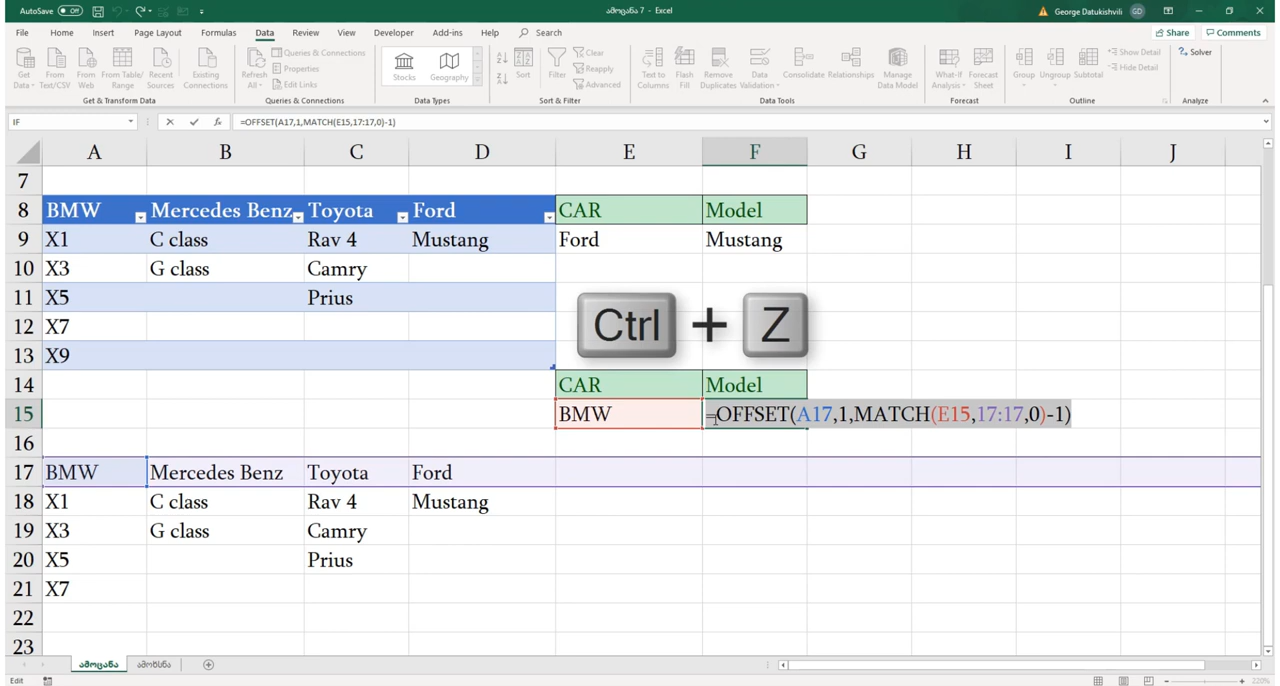 AutoSave Off ამოცანა 7 - Excel George Datukishvili GD
File Home Insert Page Layout Formulas Data Review View Developer Add-ins Help Search Share Comments
Get Data From Text/CSV From Web From Table/ Range Recent Sources Existing Connections
Get & Transform Data
Refresh All Queries & Connections Properties Edit Links
Queries & Connections
Stocks Geography
Data Types
Sort Filter Clear Reapply Advanced
Sort & Filter
Text to Columns Flash Fill Remove Duplicates Data Validation Consolidate Relationships Manage Data Model
Data Tools
What-If Analysis Forecast Sheet
Forecast
Group Ungroup Subtotal Show Detail Hide Detail
Outline
Solver
Analyze
IF fx =OFFSET(A17,1,MATCH(E15,17:17,0)-1)
A B C D E F G H I J
7
8 BMW Mercedes Benz Toyota Ford CAR Model
9 X1 C class Rav 4 Mustang Ford Mustang
10 X3 G class Camry
11 X5 Prius
12 X7
Ctrl + Z
13 X9
14 CAR Model
15 BMW =OFFSET(A17,1,MATCH(E15,17:17,0)-1)
16
17 BMW Mercedes Benz Toyota Ford
18 X1 C class Rav 4 Mustang
19 X3 G class Camry
20 X5 Prius
21 X7
22
23
ამოცანა ამოხსნა
Edit 220%